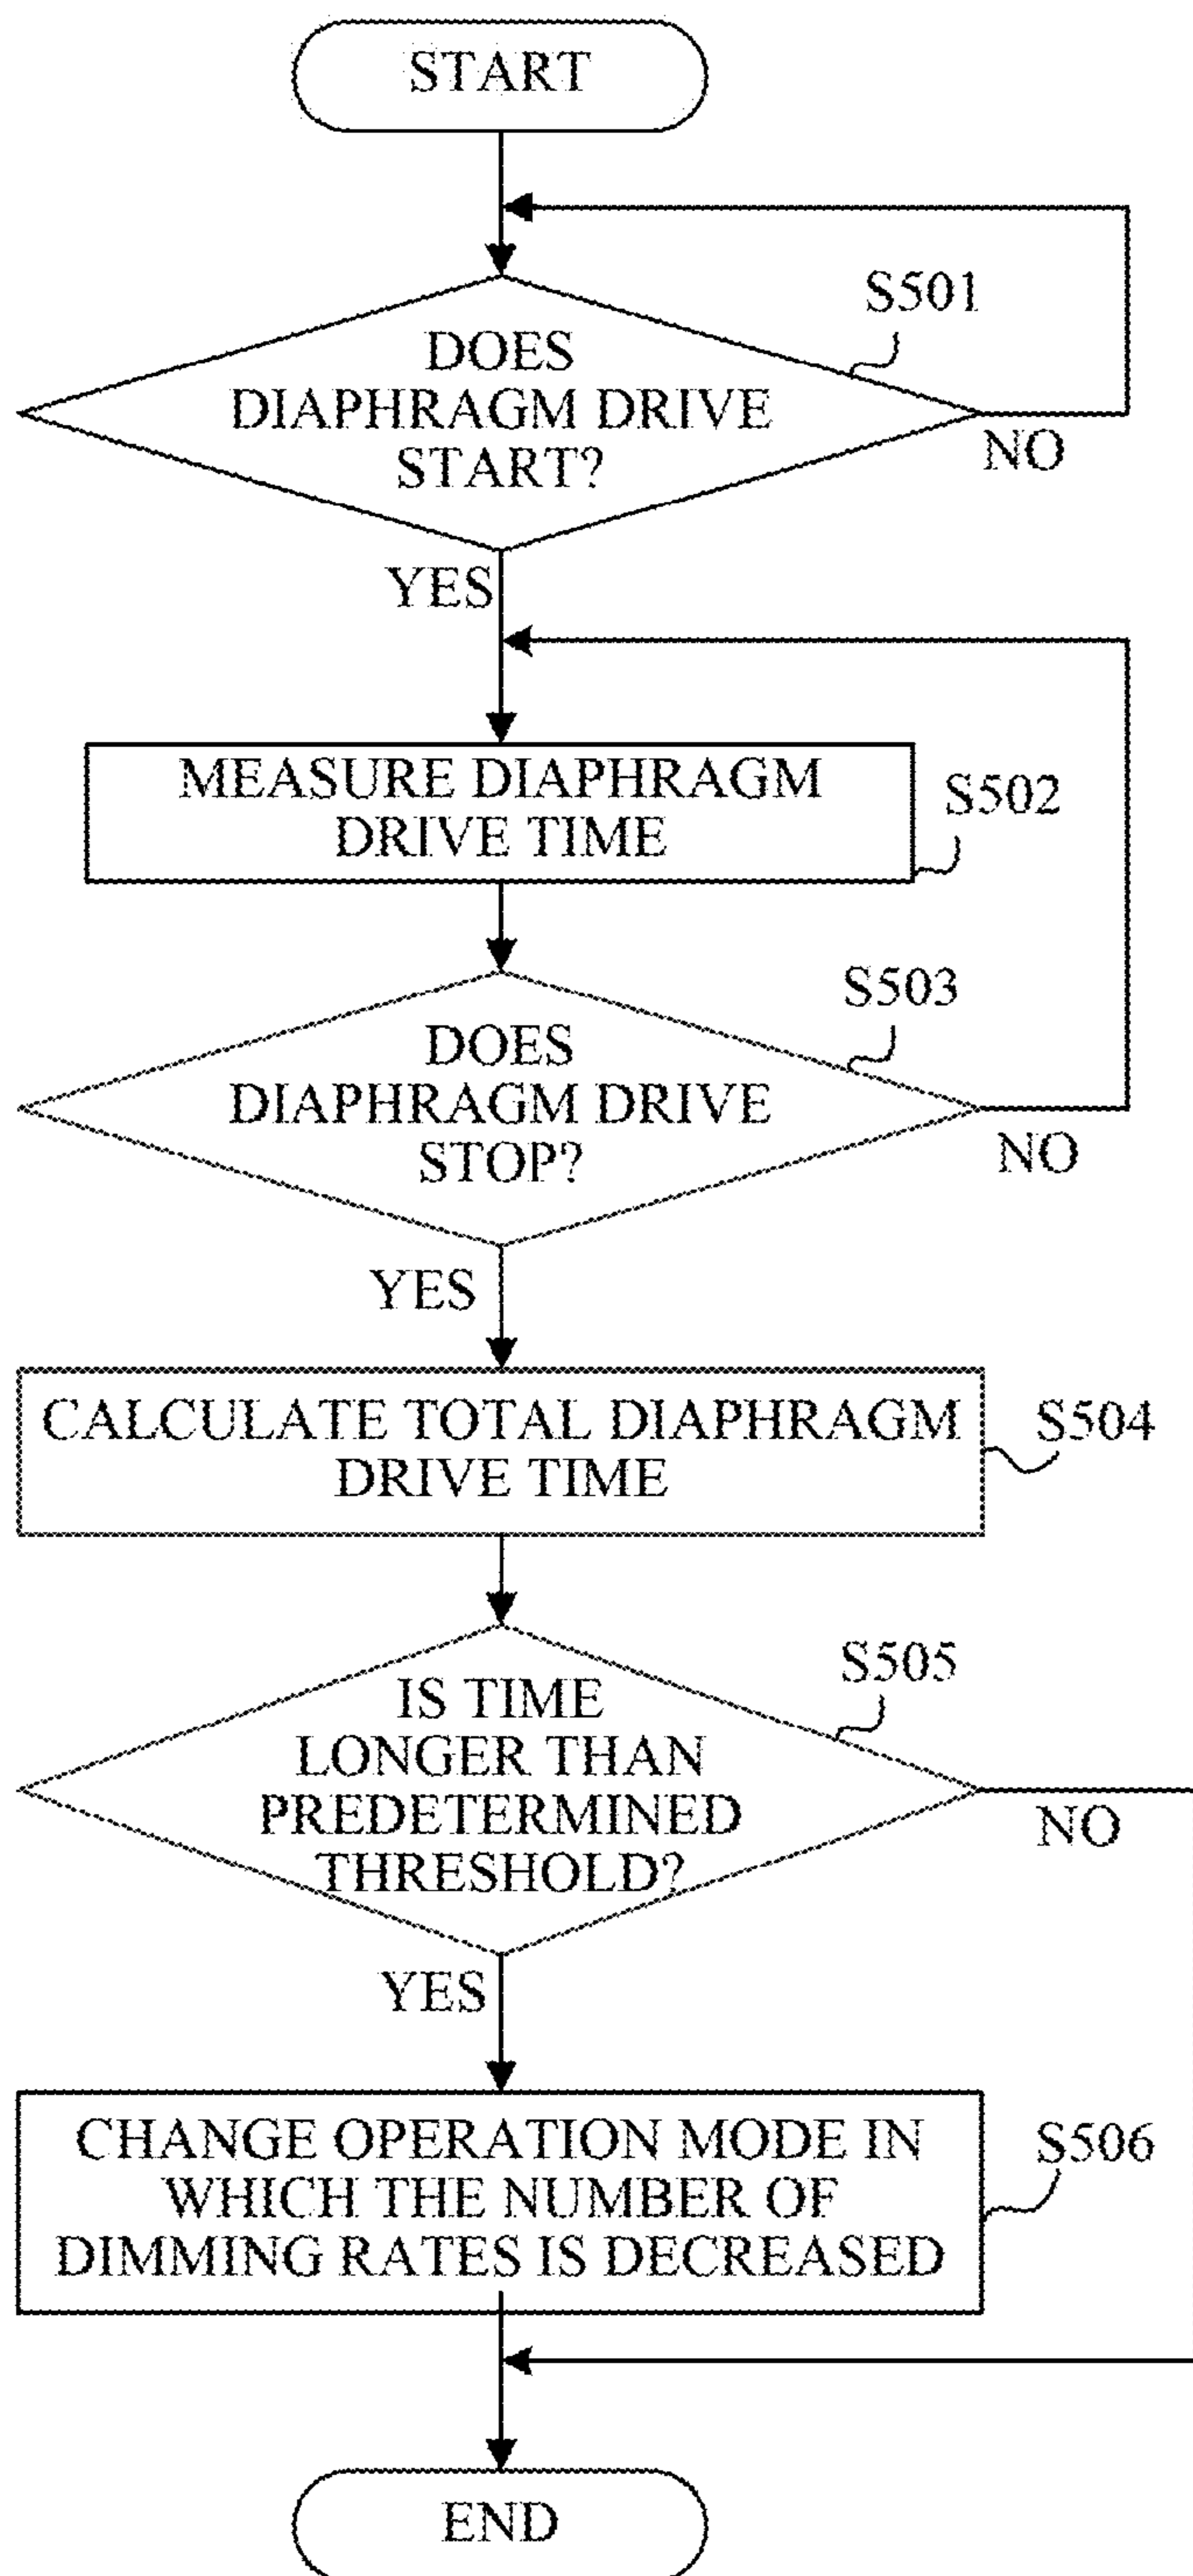 START
S501
DOES
DIAPHRAGM DRIVE
START?
NO
YES
MEASURE DIAPHRAGM
DRIVE TIME
S502
S503
DOES
DIAPHRAGM DRIVE
STOP?
NO
YES
CALCULATE TOTAL DIAPHRAGM
DRIVE TIME
S504
S505
IS TIME
LONGER THAN
PREDETERMINED
THRESHOLD?
NO
YES
CHANGE OPERATION MODE IN
WHICH THE NUMBER OF
DIMMING RATES IS DECREASED
S506
END